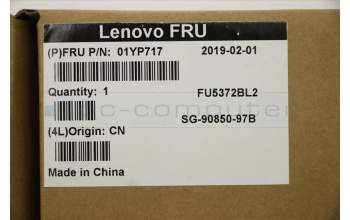 Lenovo FRU
(P)FRU P/N: 01YP717 2019-02-01
Quantity: 1 FU5372BL2
SG-90850-97B
(4L)Origin: CN
Made in China